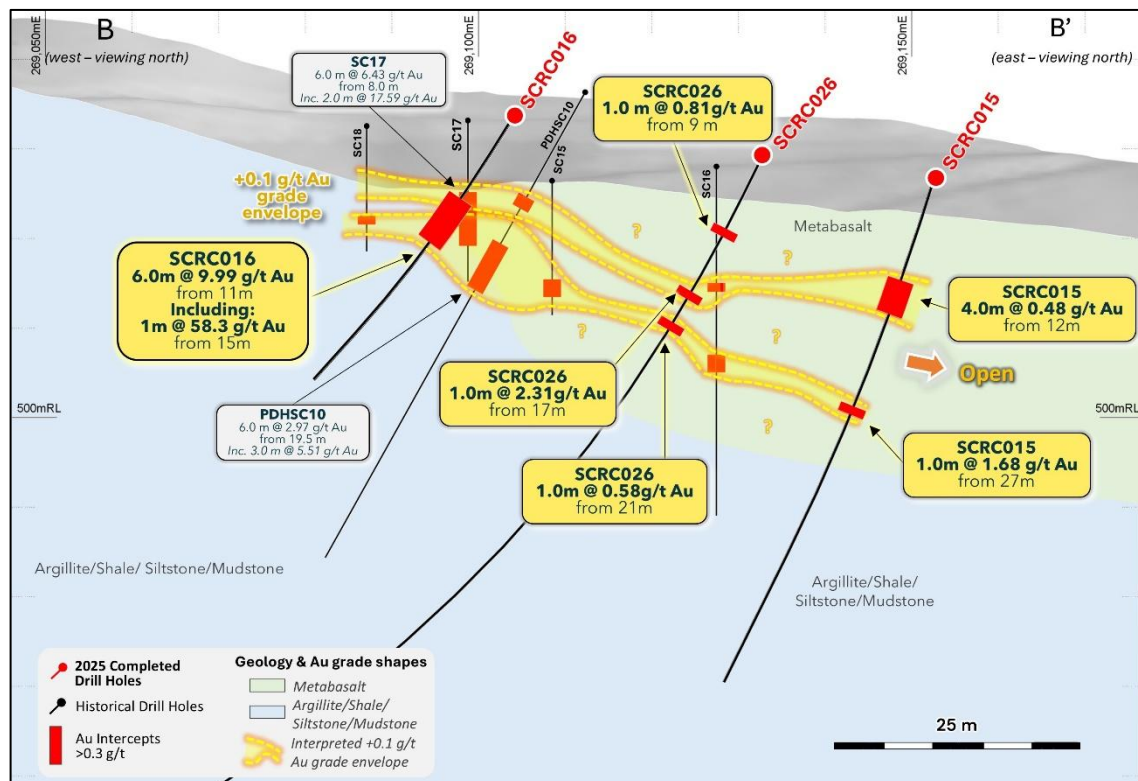 B
B'
(west – viewing north)
(east – viewing north)
269,050mE
269,100mE
269,150mE
SC17
6.0 m @ 6.43 g/t Au
from 8.0 m
Inc. 2.0 m @ 17.59 g/t Au
SCRC016
PDHSC10
SCRC026
1.0 m @ 0.81g/t Au
from 9 m
SCRC026
SCRC015
SC18
SC17
SC15
SC16
+0.1 g/t Au
grade
envelope
Metabasalt
?
?
?
?
?
SCRC016
6.0m @ 9.99 g/t Au
from 11m
Including:
1m @ 58.3 g/t Au
from 15m
SCRC015
4.0m @ 0.48 g/t Au
from 12m
Open
SCRC026
1.0m @ 2.31g/t Au
from 17m
PDHSC10
6.0 m @ 2.97 g/t Au
from 19.5 m
Inc. 3.0 m @ 5.51 g/t Au
500mRL
500mRL
SCRC015
1.0m @ 1.68 g/t Au
from 27m
SCRC026
1.0m @ 0.58g/t Au
from 21m
Argillite/Shale/ Siltstone/Mudstone
Argillite/Shale/
Siltstone/Mudstone
2025 Completed
Drill Holes
Historical Drill Holes
Au Intercepts
>0.3 g/t
Geology & Au grade shapes
Metabasalt
Argillite/Shale/
Siltstone/Mudstone
Interpreted +0.1 g/t
Au grade envelope
25 m